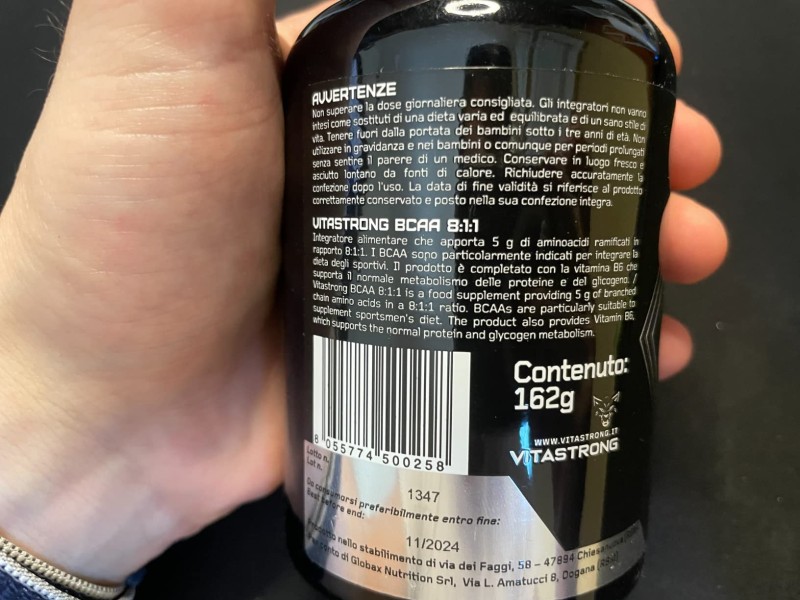 AVVERTENZE
Non superare la dose giornaliera consigliata. Gli integratori non vanno
intesi come sostituti di una dieta varia ed equilibrata e di un sano stile di
vita. Tenere fuori dalla portata dei bambini sotto i tre anni di età. Non
utilizzare in gravidanza e nei bambini o comunque per periodi prolungati
senza sentire il parere di un medico. Conservare in luogo fresco e
asciutto lontano da fonti di calore. Richiudere accuratamente la
confezione dopo l'uso. La data di fine validità si riferisce al prodotto
correttamente conservato e posto nella sua confezione integra.
VITASTRONG BCAA 8:1:1
Integratore alimentare che apporta 5 g di aminoacidi ramificati in
rapporto 8:1:1. I BCAA sono particolarmente indicati per integrare la
dieta degli sportivi. Il prodotto è completato con la vitamina B6 che
supporta il normale metabolismo delle proteine e del glicogeno. /
Vitastrong BCAA 8:1:1 is a food supplement providing 5 g of branched
chain amino acids in a 8:1:1 ratio. BCAAs are particularly suitable to
supplement sportsmen's diet. The product also provides Vitamin B6,
which supports the normal protein and glycogen metabolism.
Contenuto:
162g
WWW.VITASTRONG.IT
VITASTRONG
8 055774 500258
Lotto n.
Lot n.
1347
Da consumarsi preferibilmente entro fine:
Best before end:
11/2024
Prodotto nello stabilimento di via dei Faggi, 58 - 47894
di Globax Nutrition Srl, Via L. Amatucci 8, Dogana (RSM)